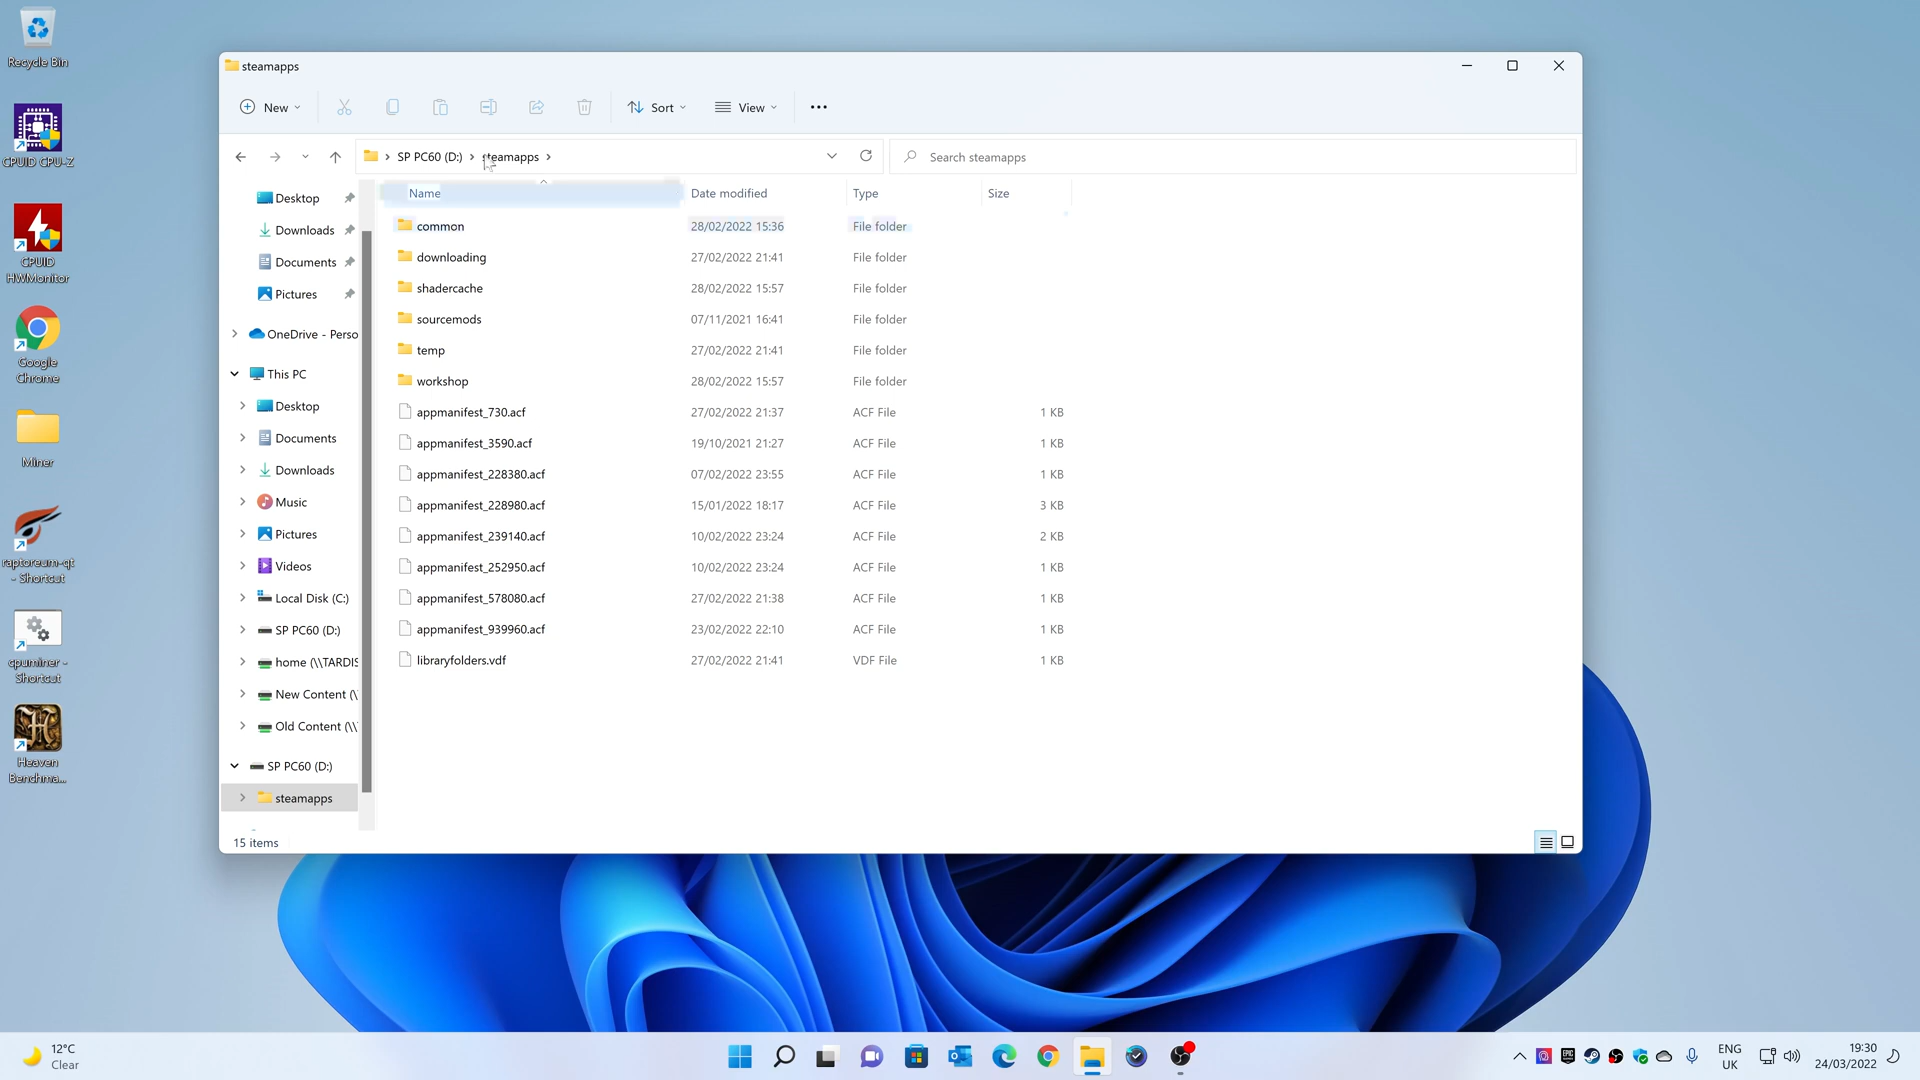 Recycle Bin
CPUID CPU-Z
CPUID
HWMonitor
Google
Chrome
Miner
raptoreum-qt
- Shortcut
cpuminer -
Shortcut
Heaven
Benchma...
steamapps
New
Sort
View
SP PC60 (D:)
steamapps
Search steamapps
Desktop
Downloads
Documents
Pictures
OneDrive - Perso
This PC
Desktop
Documents
Downloads
Music
Pictures
Videos
Local Disk (C:)
SP PC60 (D:)
home (\\TARDIS
New Content (\
Old Content (\\
SP PC60 (D:)
steamapps
Name Date modified Type Size
common 28/02/2022 15:36 File folder
downloading 27/02/2022 21:41 File folder
shadercache 28/02/2022 15:57 File folder
sourcemods 07/11/2021 16:41 File folder
temp 27/02/2022 21:41 File folder
workshop 28/02/2022 15:57 File folder
appmanifest_730.acf 27/02/2022 21:37 ACF File 1 KB
appmanifest_3590.acf 19/10/2021 21:27 ACF File 1 KB
appmanifest_228380.acf 07/02/2022 23:55 ACF File 1 KB
appmanifest_228980.acf 15/01/2022 18:17 ACF File 3 KB
appmanifest_239140.acf 10/02/2022 23:24 ACF File 2 KB
appmanifest_252950.acf 10/02/2022 23:24 ACF File 1 KB
appmanifest_578080.acf 27/02/2022 21:38 ACF File 1 KB
appmanifest_939960.acf 23/02/2022 22:10 ACF File 1 KB
libraryfolders.vdf 27/02/2022 21:41 VDF File 1 KB
15 items
12°C
Clear
EPIC
ENG
UK
19:30
24/03/2022